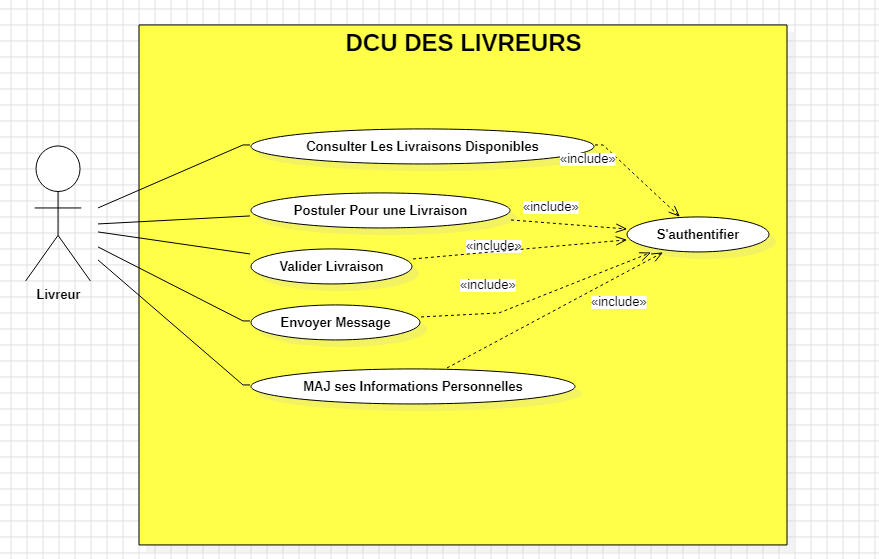 DCU DES LIVREURS
Consulter Les Livraisons Disponibles
«include»
Postuler Pour une Livraison
«include»
S'authentifier
«include»
Valider Livraison
«include»
Livreur
«include»
Envoyer Message
MAJ ses Informations Personnelles